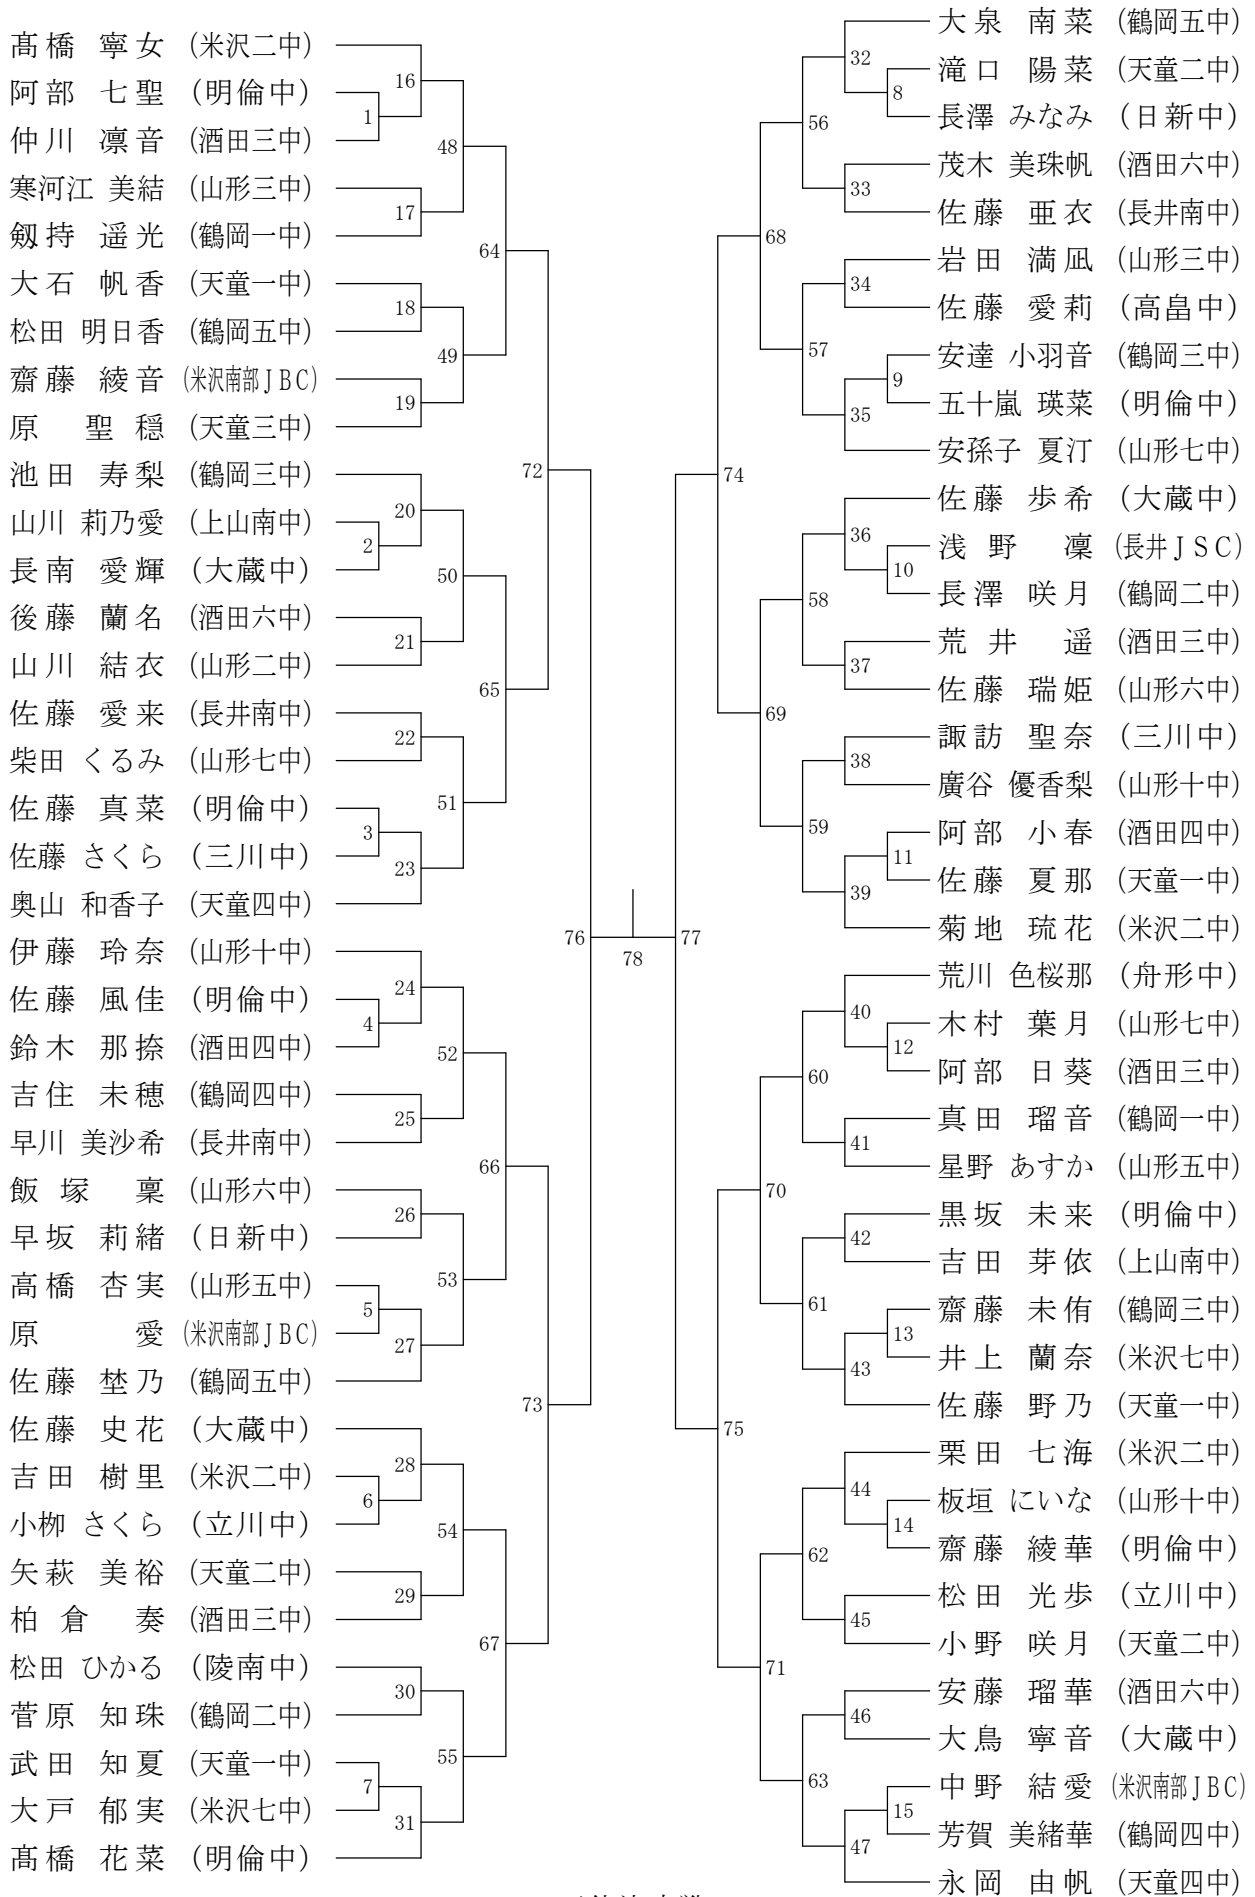 髙橋 寧女 (米沢二中)
阿部 七聖 (明倫中)
仲川 凛音 (酒田三中)
寒河江 美結 (山形三中)
剱持 遥光 (鶴岡一中)
大石 帆香 (天童一中)
松田 明日香 (鶴岡五中)
齋藤 綾音 (米沢南部JBC)
原 聖穏 (天童三中)
池田 寿梨 (鶴岡三中)
山川 莉乃愛 (上山南中)
長南 愛輝 (大蔵中)
後藤 蘭名 (酒田六中)
山川 結衣 (山形二中)
佐藤 愛来 (長井南中)
柴田 くるみ (山形七中)
佐藤 真菜 (明倫中)
佐藤 さくら (三川中)
奥山 和香子 (天童四中)
伊藤 玲奈 (山形十中)
佐藤 風佳 (明倫中)
鈴木 那捺 (酒田四中)
吉住 未穂 (鶴岡四中)
早川 美沙希 (長井南中)
飯塚 稟 (山形六中)
早坂 莉緒 (日新中)
高橋 杏実 (山形五中)
原 愛 (米沢南部JBC)
佐藤 埜乃 (鶴岡五中)
佐藤 史花 (大蔵中)
吉田 樹里 (米沢二中)
小栁 さくら (立川中)
矢萩 美裕 (天童二中)
柏倉 奏 (酒田三中)
松田 ひかる (陵南中)
菅原 知珠 (鶴岡二中)
武田 知夏 (天童一中)
大戸 郁実 (米沢七中)
髙橋 花菜 (明倫中)
16
1
48
17
64
18
49
19
72
20
2
50
21
65
22
51
3
23
76
24
4
52
25
66
26
53
5
27
73
28
6
54
29
67
30
55
7
31
78
77
32
8
56
33
68
34
57
9
35
74
36
10
58
37
69
38
59
11
39
40
12
60
41
70
42
61
13
43
75
44
14
62
45
71
46
63
15
47
大泉 南菜 (鶴岡五中)
滝口 陽菜 (天童二中)
長澤 みなみ (日新中)
茂木 美珠帆 (酒田六中)
佐藤 亜衣 (長井南中)
岩田 満凪 (山形三中)
佐藤 愛莉 (高畠中)
安達 小羽音 (鶴岡三中)
五十嵐 瑛菜 (明倫中)
安孫子 夏汀 (山形七中)
佐藤 歩希 (大蔵中)
浅野 凜 (長井JSC)
長澤 咲月 (鶴岡二中)
荒井 遥 (酒田三中)
佐藤 瑞姫 (山形六中)
諏訪 聖奈 (三川中)
廣谷 優香梨 (山形十中)
阿部 小春 (酒田四中)
佐藤 夏那 (天童一中)
菊地 琉花 (米沢二中)
荒川 色桜那 (舟形中)
木村 葉月 (山形七中)
阿部 日葵 (酒田三中)
真田 瑠音 (鶴岡一中)
星野 あすか (山形五中)
黒坂 未来 (明倫中)
吉田 芽依 (上山南中)
齋藤 未侑 (鶴岡三中)
井上 蘭奈 (米沢七中)
佐藤 野乃 (天童一中)
栗田 七海 (米沢二中)
板垣 にいな (山形十中)
齋藤 綾華 (明倫中)
松田 光歩 (立川中)
小野 咲月 (天童二中)
安藤 瑠華 (酒田六中)
大鳥 寧音 (大蔵中)
中野 結愛 (米沢南部JBC)
芳賀 美緒華 (鶴岡四中)
永岡 由帆 (天童四中)